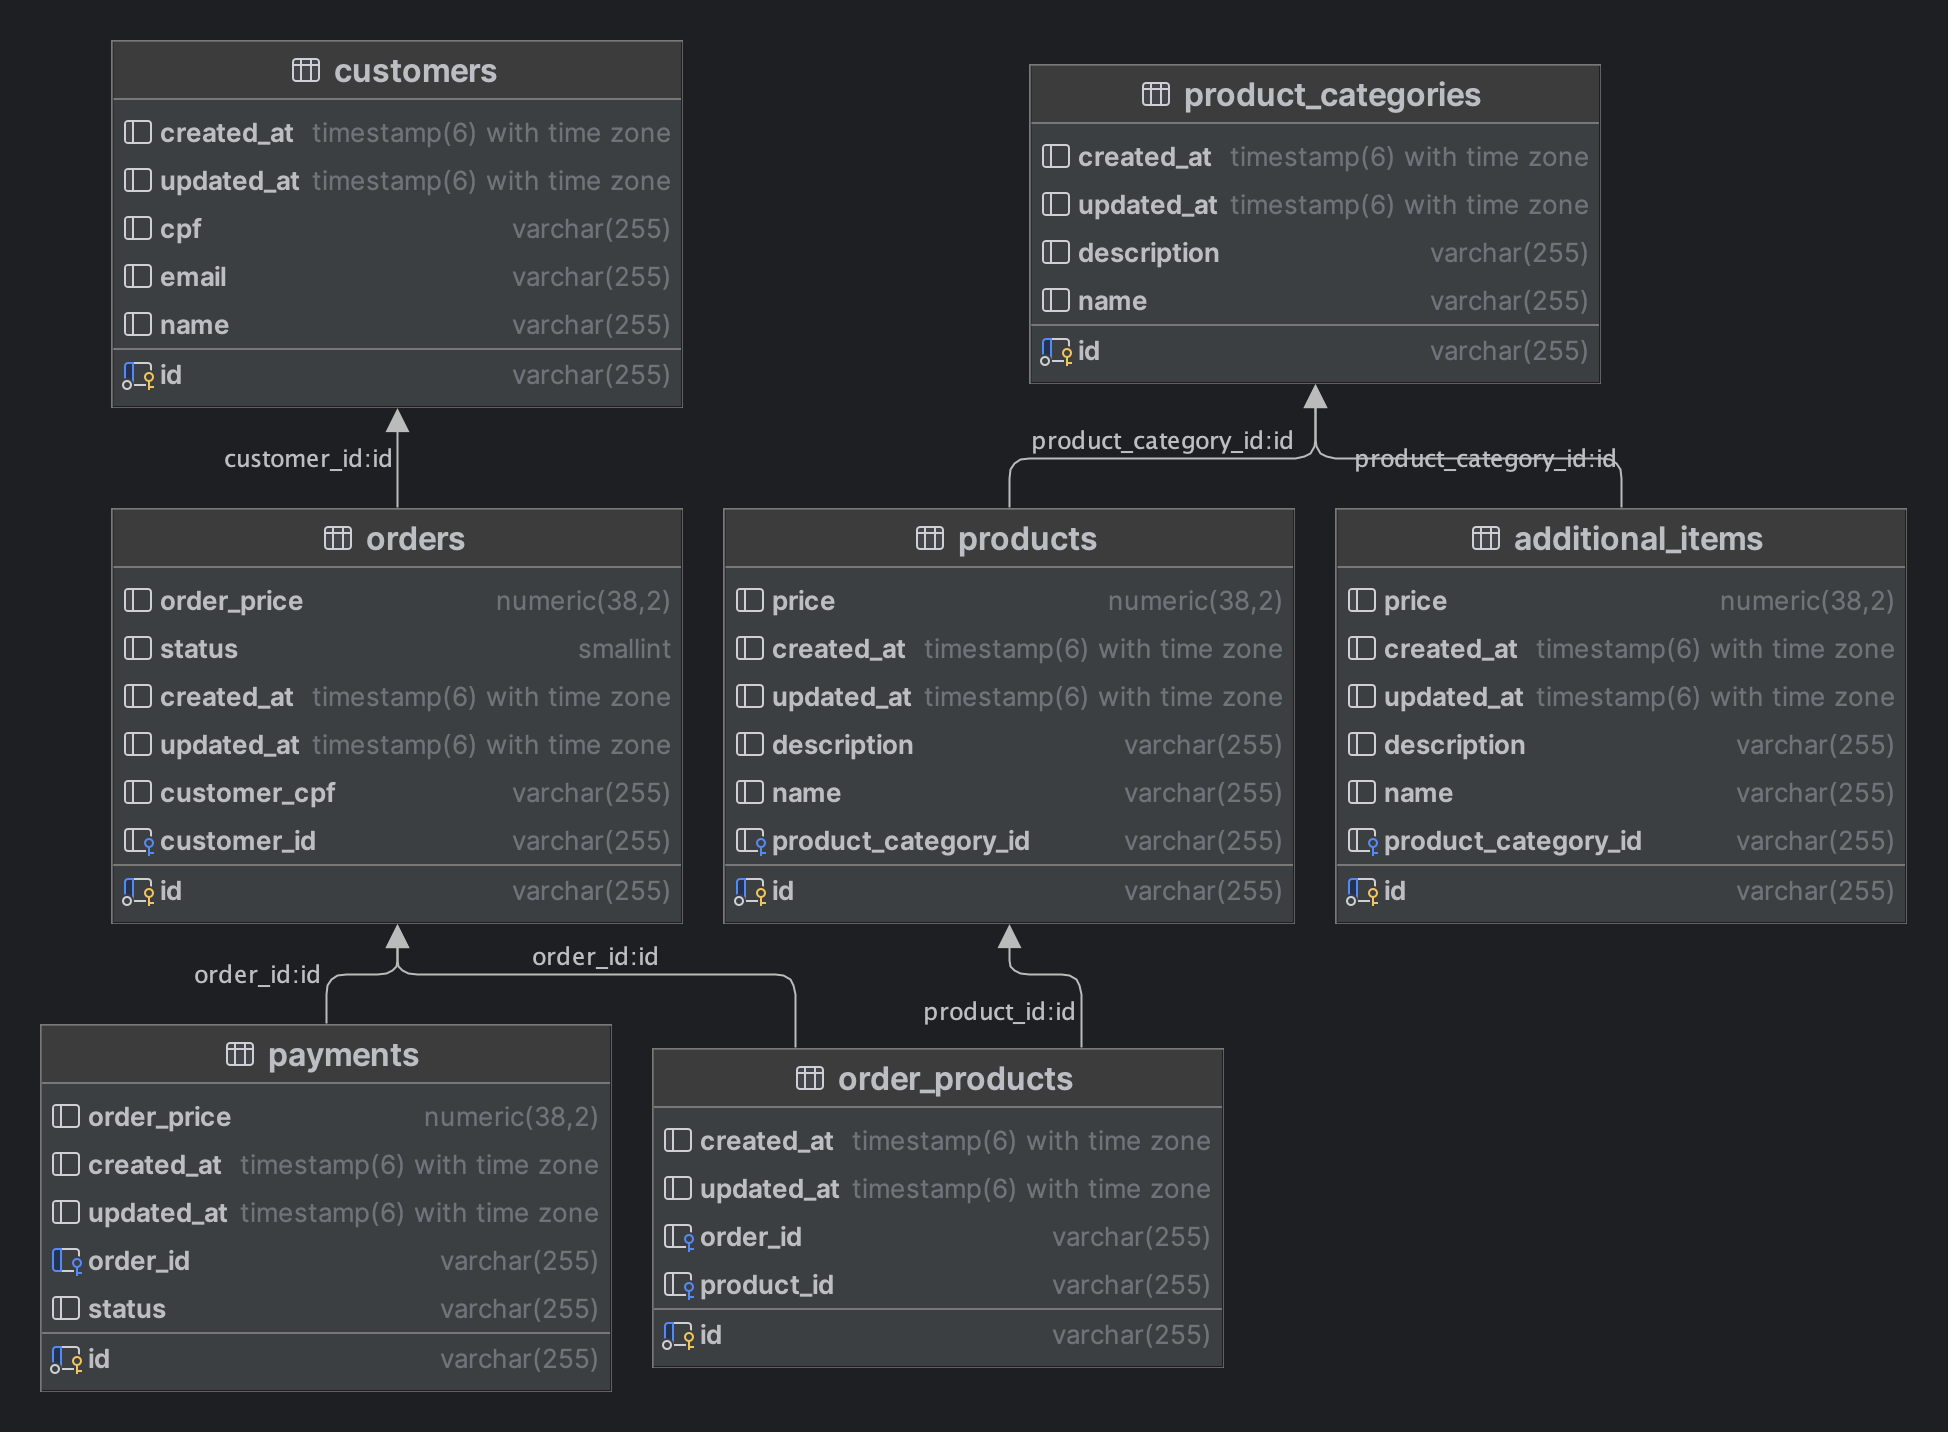 customers
created_at timestamp(6) with time zone
updated_at timestamp(6) with time zone
cpf varchar(255)
email varchar(255)
name varchar(255)
id varchar(255)
product_categories
created_at timestamp(6) with time zone
updated_at timestamp(6) with time zone
description varchar(255)
name varchar(255)
id varchar(255)
customer_id:id
product_category_id:id
product_category_id:id
orders
order_price numeric(38,2)
status smallint
created_at timestamp(6) with time zone
updated_at timestamp(6) with time zone
customer_cpf varchar(255)
customer_id varchar(255)
id varchar(255)
products
price numeric(38,2)
created_at timestamp(6) with time zone
updated_at timestamp(6) with time zone
description varchar(255)
name varchar(255)
product_category_id varchar(255)
id varchar(255)
additional_items
price numeric(38,2)
created_at timestamp(6) with time zone
updated_at timestamp(6) with time zone
description varchar(255)
name varchar(255)
product_category_id varchar(255)
id varchar(255)
order_id:id
order_id:id
product_id:id
payments
order_price numeric(38,2)
created_at timestamp(6) with time zone
updated_at timestamp(6) with time zone
order_id varchar(255)
status varchar(255)
id varchar(255)
order_products
created_at timestamp(6) with time zone
updated_at timestamp(6) with time zone
order_id varchar(255)
product_id varchar(255)
id varchar(255)